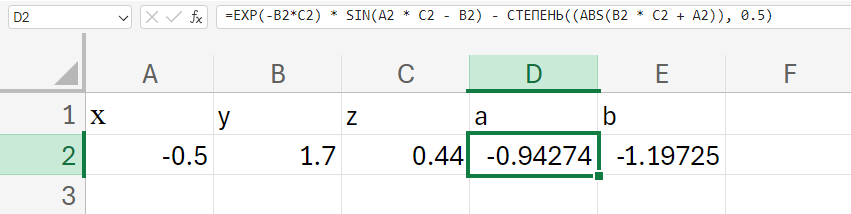 D2 fx =EXP(-B2*C2) * SIN(A2 * C2 - B2) - СТЕПЕНЬ((ABS(B2 * C2 + A2)), 0.5)
A B C D E F
1 x y z a b
2 -0.5 1.7 0.44 -0.94274 -1.19725
3